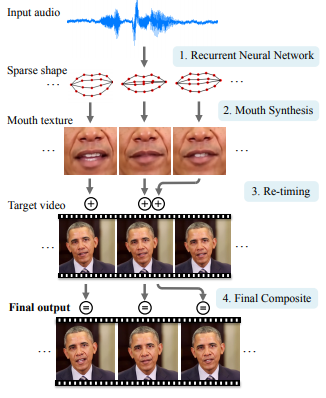 Input audio
1. Recurrent Neural Network
Sparse shape
... ...
2. Mouth Synthesis
Mouth texture
... ...
3. Re-timing
+ + +
Target video
... ...
4. Final Composite
Final output
= = =
... ...